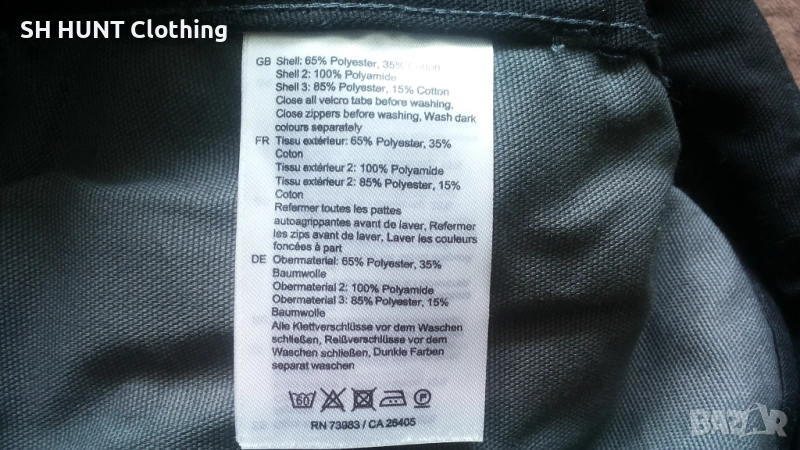 SH HUNT Clothing
GB Shell: 65% Polyester, 35% Cotton
Shell 2: 100% Polyamide
Shell 3: 85% Polyester, 15% Cotton
Close all velcro tabs before washing,
Close zippers before washing, Wash dark
colours separately
FR Tissu extérieur: 65% Polyester, 35%
Coton
Tissu extérieur 2: 100% Polyamide
Tissu extérieur 2: 85% Polyester, 15%
Coton
Refermer toutes les pattes
autoagrippantes avant de laver, Refermer
les zips avant de laver, Laver les couleurs
foncées à part
DE Obermaterial: 65% Polyester, 35%
Baumwolle
Obermaterial 2: 100% Polyamide
Obermaterial 3: 85% Polyester, 15%
Baumwolle
Alle Klettverschlüsse vor dem Waschen
schließen, Reißverschlüsse vor dem
Waschen schließen, Dunkle Farben
separat waschen
60
P
RN 73983 / CA 26405
BAZAR